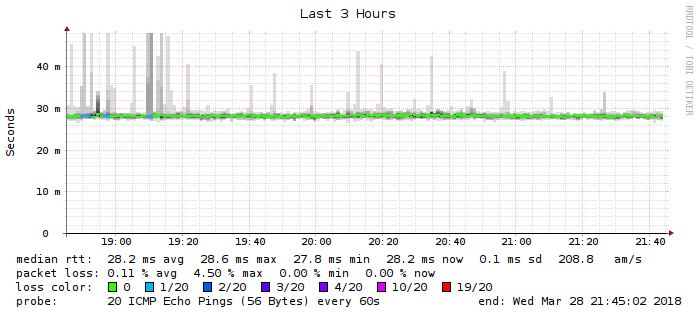 Last 3 Hours
RRDTOOL / TOBI OETIKER
Seconds
40 m
30 m
20 m
10 m
0
19:00 19:20 19:40 20:00 20:20 20:40 21:00 21:20 21:40
median rtt: 28.2 ms avg 28.6 ms max 27.8 ms min 28.2 ms now 0.1 ms sd 208.8 am/s
packet loss: 0.11 % avg 4.50 % max 0.00 % min 0.00 % now
loss color: 0 1/20 2/20 3/20 4/20 10/20 19/20
probe: 20 ICMP Echo Pings (56 Bytes) every 60s end: Wed Mar 28 21:45:02 2018